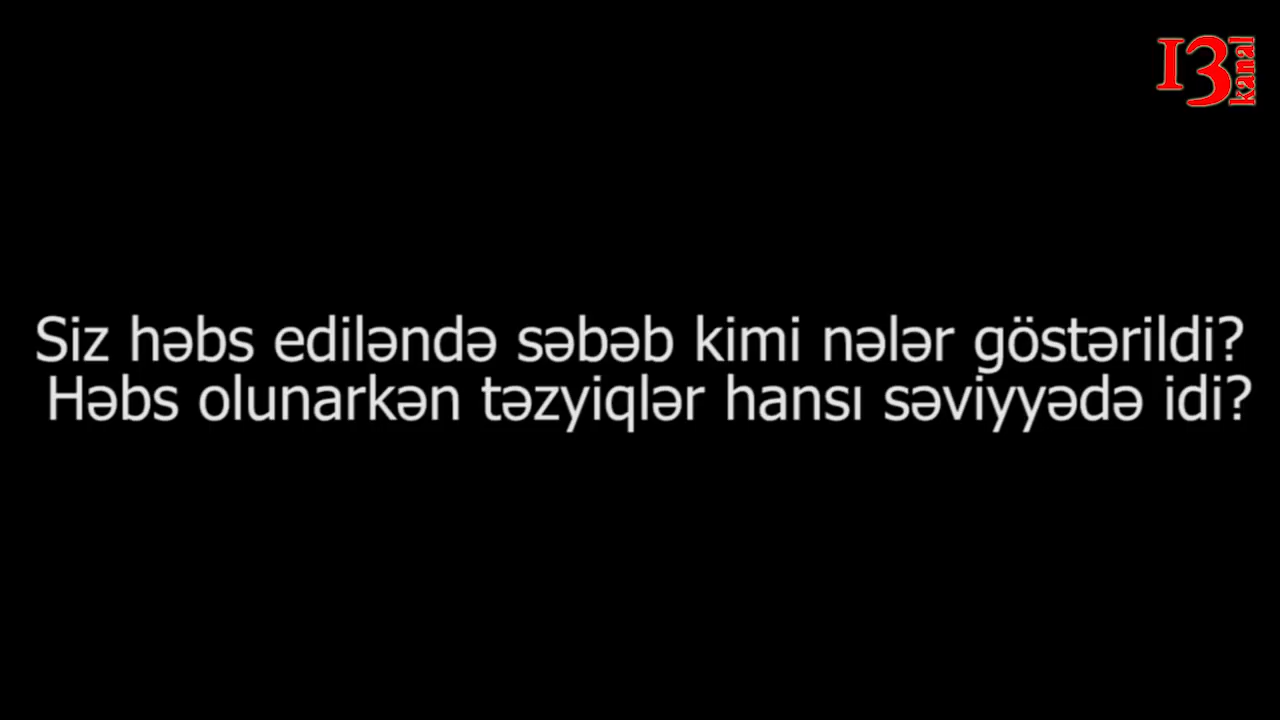 13 kanal
Siz həbs ediləndə səbəb kimi nələr göstərildi?
Həbs olunarkən təzyiqlər hansı səviyyədə idi?